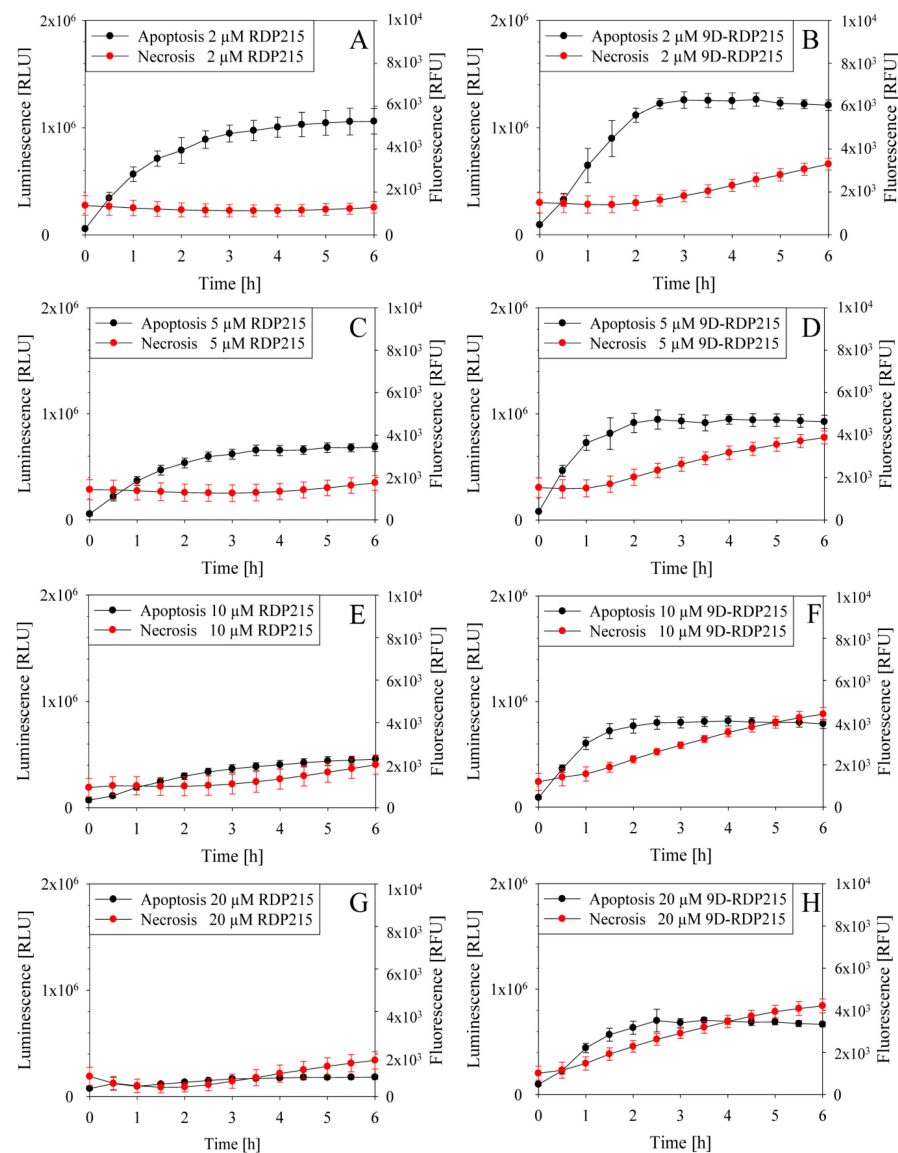 2x10⁶
Apoptosis 2 µM RDP215
Necrosis 2 µM RDP215
A
1x10⁴
8x10³
6x10³
4x10³
2x10³
0
1x10⁶
0
Luminescence [RLU]
Fluorescence [RFU]
0 1 2 3 4 5 6
Time [h]
2x10⁶
Apoptosis 2 µM 9D-RDP215
Necrosis 2 µM 9D-RDP215
B
1x10⁴
8x10³
6x10³
4x10³
2x10³
0
1x10⁶
0
Luminescence [RLU]
Fluorescence [RFU]
0 1 2 3 4 5 6
Time [h]
2x10⁶
Apoptosis 5 µM RDP215
Necrosis 5 µM RDP215
C
1x10⁴
8x10³
6x10³
4x10³
2x10³
0
1x10⁶
0
Luminescence [RLU]
Fluorescence [RFU]
0 1 2 3 4 5 6
Time [h]
2x10⁶
Apoptosis 5 µM 9D-RDP215
Necrosis 5 µM 9D-RDP215
D
1x10⁴
8x10³
6x10³
4x10³
2x10³
0
1x10⁶
0
Luminescence [RLU]
Fluorescence [RFU]
0 1 2 3 4 5 6
Time [h]
2x10⁶
Apoptosis 10 µM RDP215
Necrosis 10 µM RDP215
E
1x10⁴
8x10³
6x10³
4x10³
2x10³
0
1x10⁶
0
Luminescence [RLU]
Fluorescence [RFU]
0 1 2 3 4 5 6
Time [h]
2x10⁶
Apoptosis 10 µM 9D-RDP215
Necrosis 10 µM 9D-RDP215
F
1x10⁴
8x10³
6x10³
4x10³
2x10³
0
1x10⁶
0
Luminescence [RLU]
Fluorescence [RFU]
0 1 2 3 4 5 6
Time [h]
2x10⁶
Apoptosis 20 µM RDP215
Necrosis 20 µM RDP215
G
1x10⁴
8x10³
6x10³
4x10³
2x10³
0
1x10⁶
0
Luminescence [RLU]
Fluorescence [RFU]
0 1 2 3 4 5 6
Time [h]
2x10⁶
Apoptosis 20 µM 9D-RDP215
Necrosis 20 µM 9D-RDP215
H
1x10⁴
8x10³
6x10³
4x10³
2x10³
0
1x10⁶
0
Luminescence [RLU]
Fluorescence [RFU]
0 1 2 3 4 5 6
Time [h]